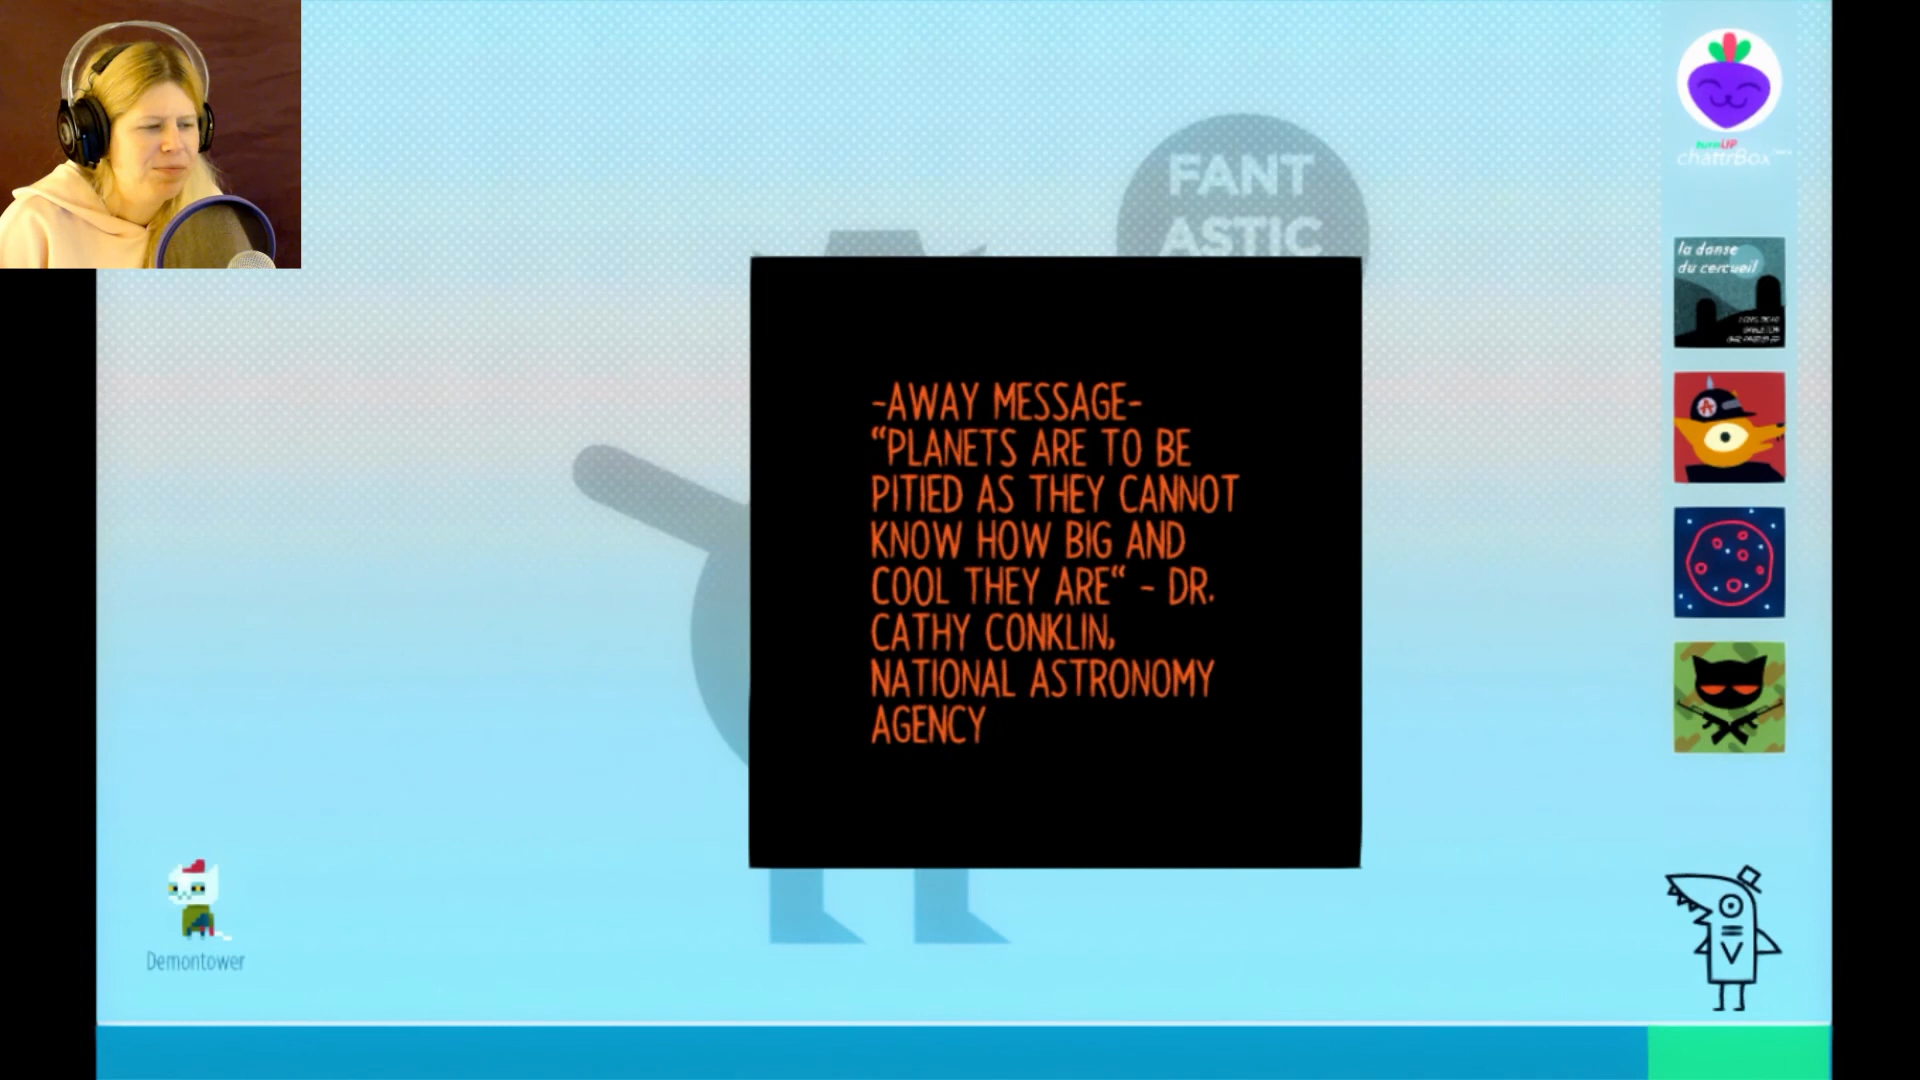 FANT
ASTIC
turnUP
chattrBox
la danse
du cercueil
-AWAY MESSAGE-
“PLANETS ARE TO BE
PITIED AS THEY CANNOT
KNOW HOW BIG AND
COOL THEY ARE“ - DR.
CATHY CONKLIN,
NATIONAL ASTRONOMY
AGENCY
A
Demontower